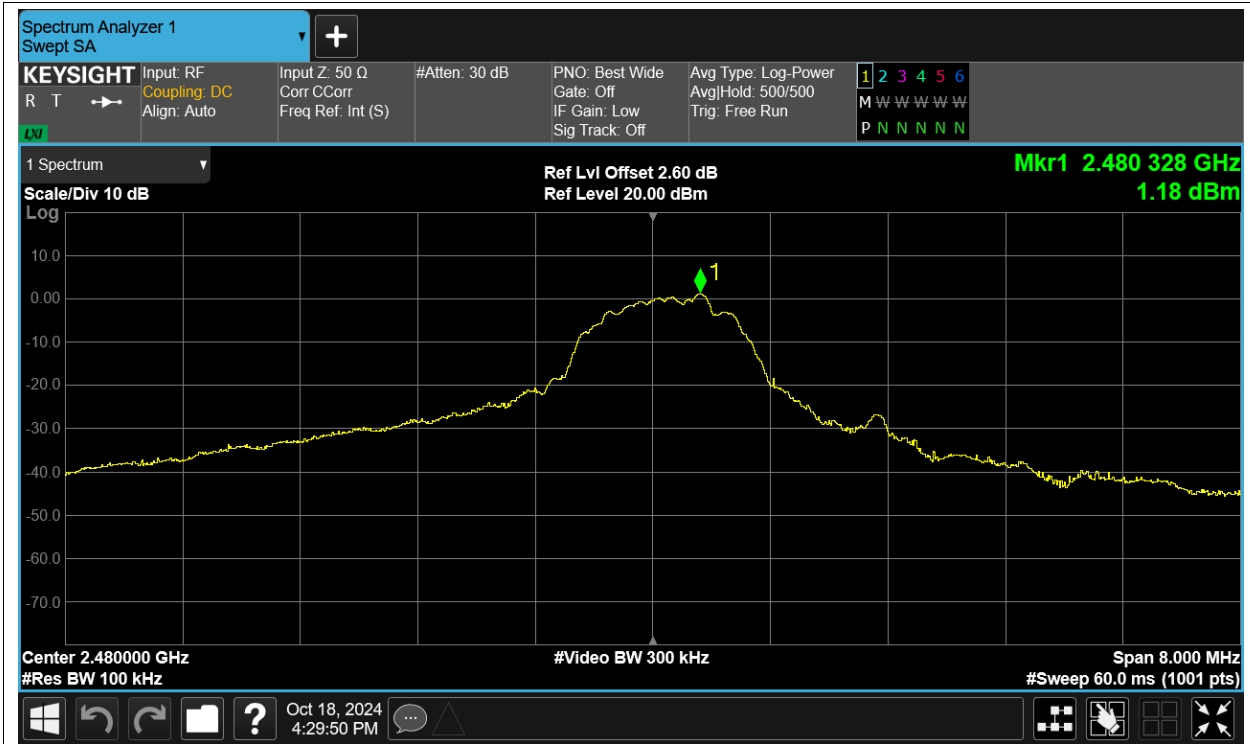 Spectrum Analyzer 1
Swept SA
KEYSIGHT
R T
LXI
Input: RF
Coupling: DC
Align: Auto
Input Z: 50 Ω
Corr CCorr
Freq Ref: Int (S)
#Atten: 30 dB
PNO: Best Wide
Gate: Off
IF Gain: Low
Sig Track: Off
Avg Type: Log-Power
Avg|Hold: 500/500
Trig: Free Run
1 2 3 4 5 6
M W W W W W
P N N N N N
1 Spectrum
Scale/Div 10 dB
Log
Ref Lvl Offset 2.60 dB
Ref Level 20.00 dBm
Mkr1 2.480 328 GHz
1.18 dBm
1
10.0
0.00
-10.0
-20.0
-30.0
-40.0
-50.0
-60.0
-70.0
Center 2.480000 GHz
#Res BW 100 kHz
#Video BW 300 kHz
Span 8.000 MHz
#Sweep 60.0 ms (1001 pts)
?
Oct 18, 2024
4:29:50 PM